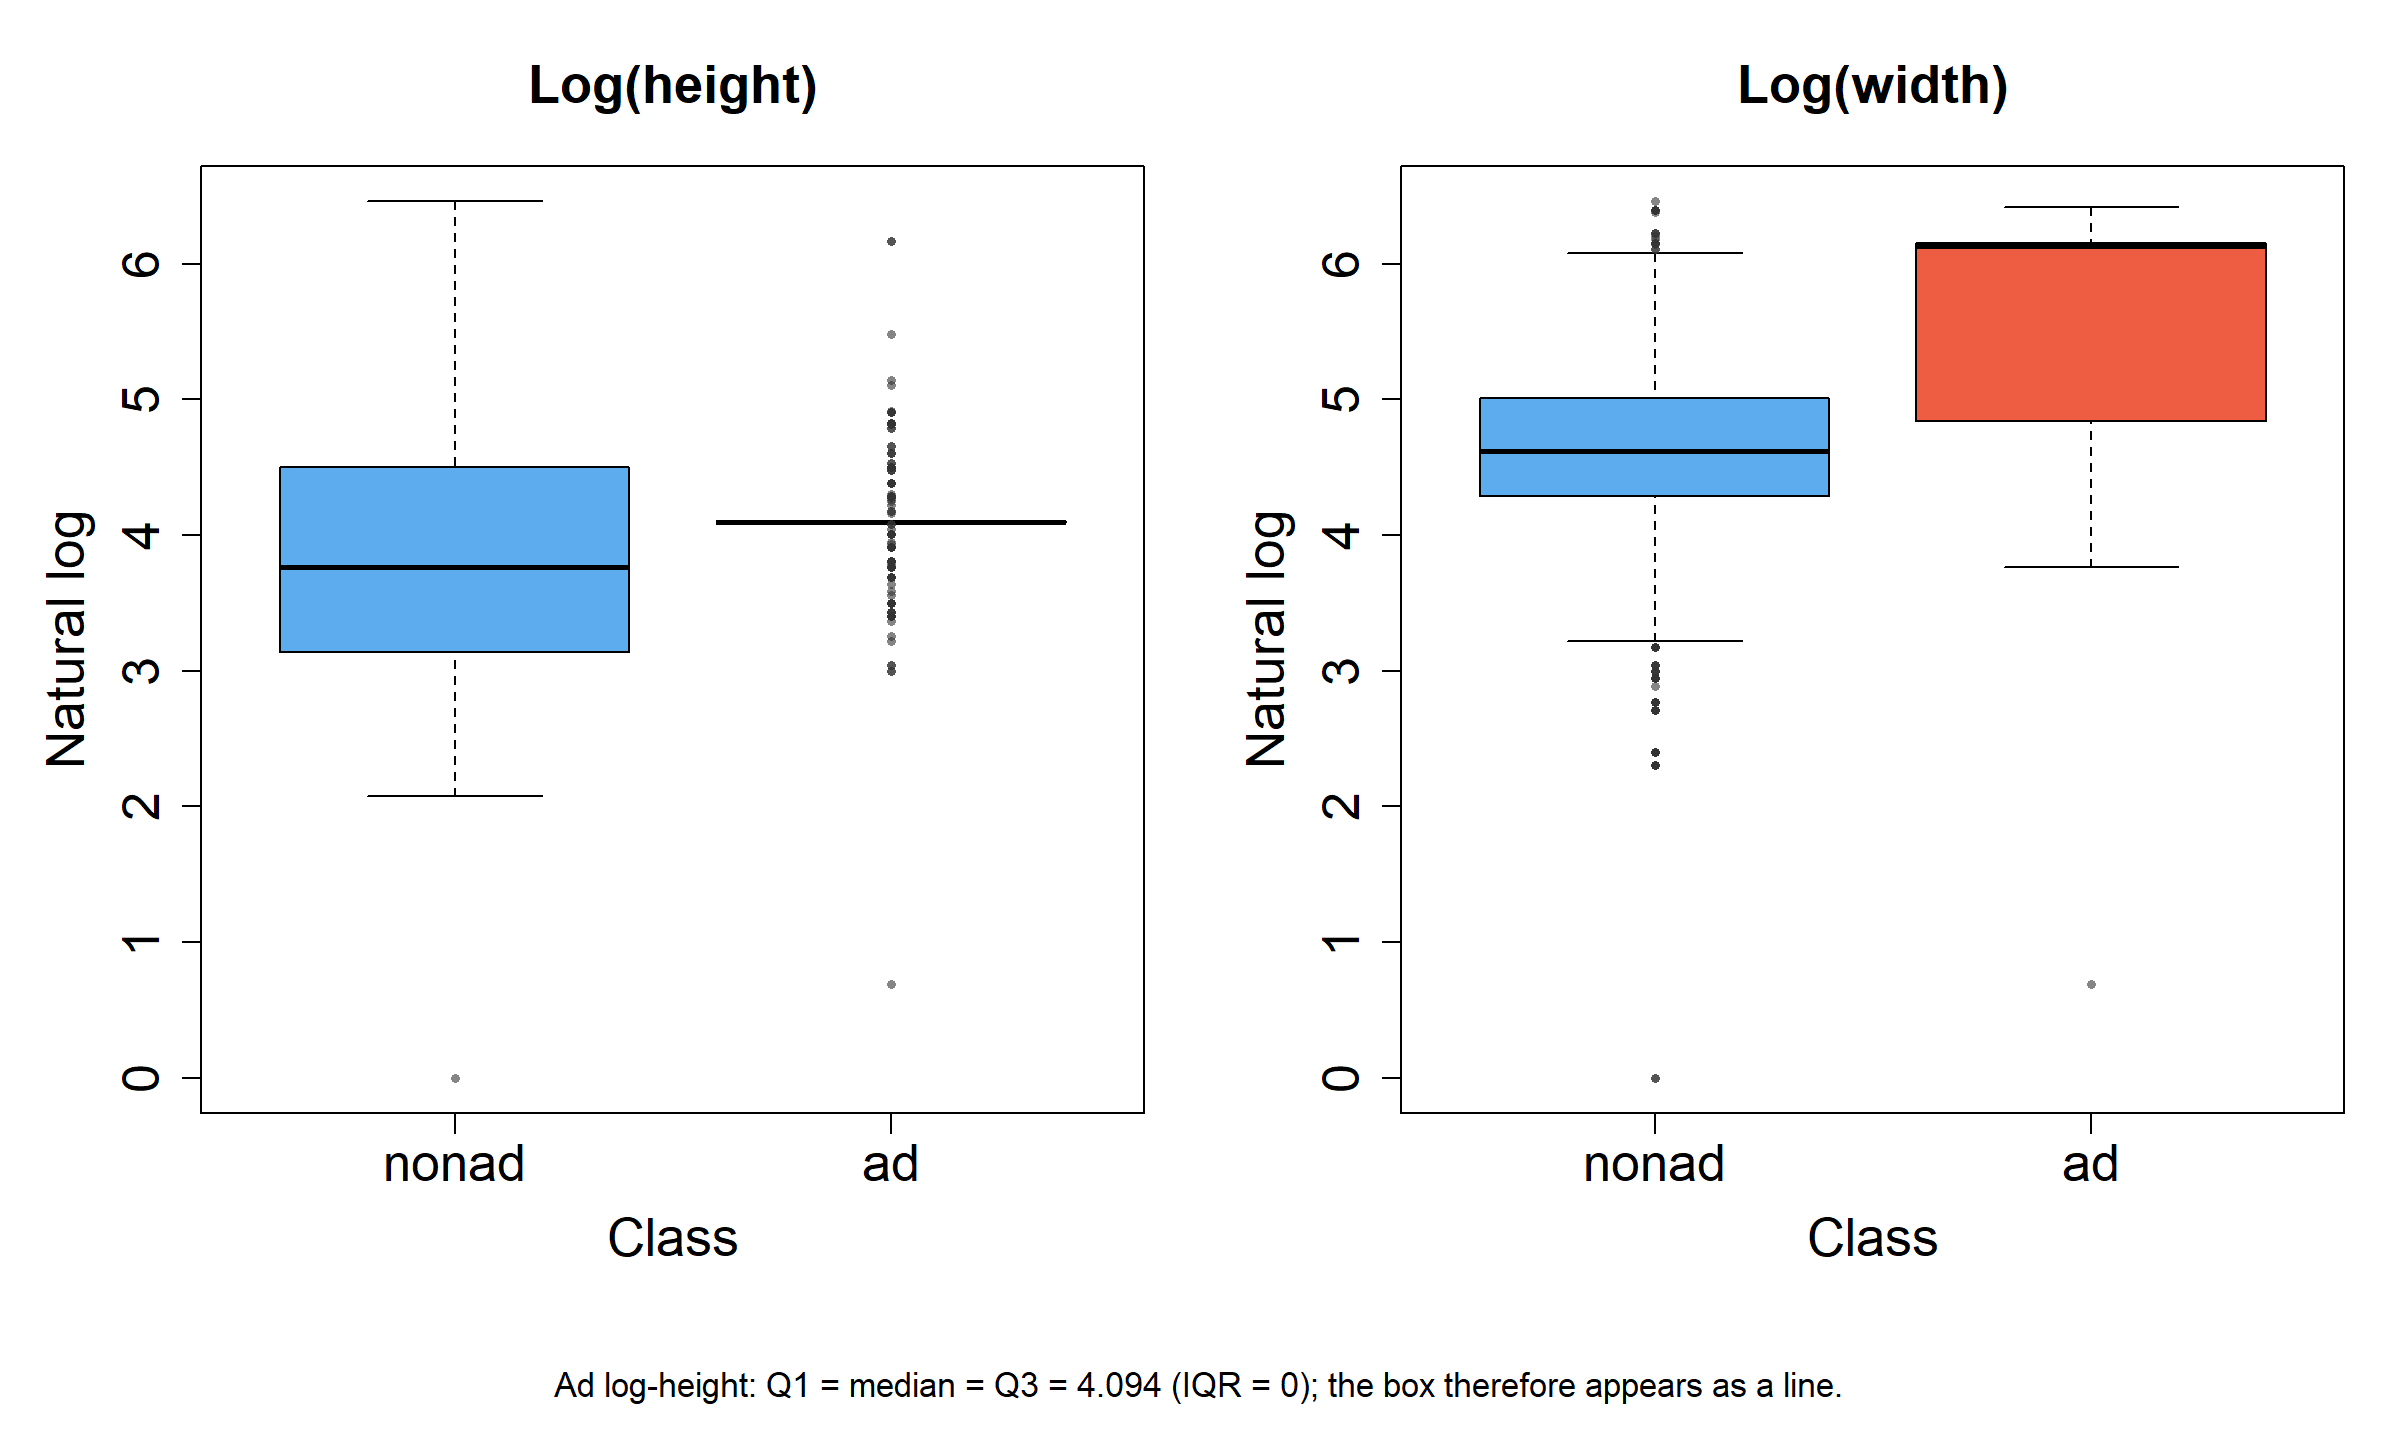 Log(height)
Natural log
6
5
4
3
2
1
0
nonad ad
Class
Log(width)
Natural log
6
5
4
3
2
1
0
nonad ad
Class
Ad log-height: Q1 = median = Q3 = 4.094 (IQR = 0); the box therefore appears as a line.